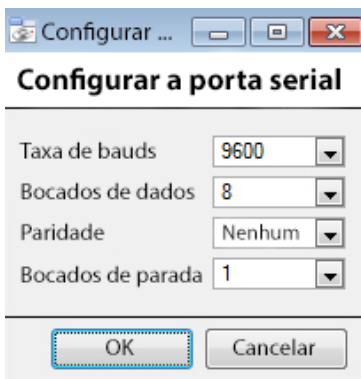 Configurar ...
Configurar a porta serial
Taxa de bauds 9600
Bocados de dados 8
Paridade Nenhum
Bocados de parada 1
OK Cancelar